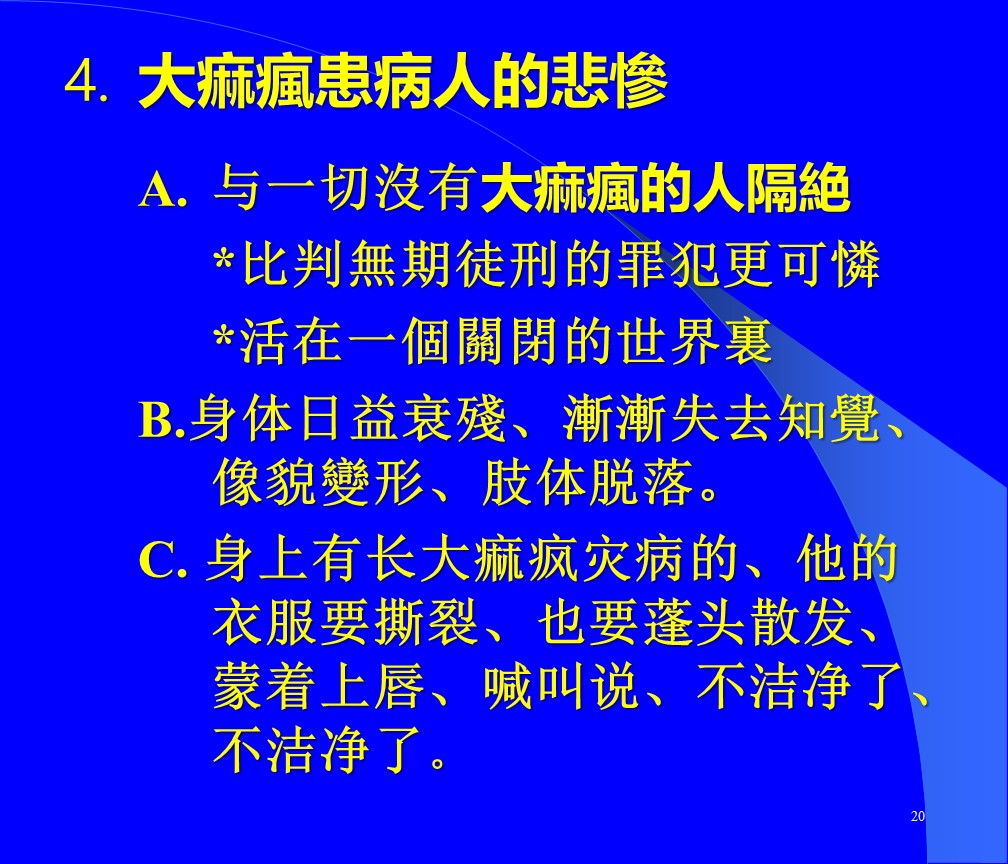 4. 大痲瘋患病人的悲慘
A. 与一切沒有大痲瘋的人隔絶
*比判無期徒刑的罪犯更可憐
*活在一個關閉的世界裏
B.身体日益衰殘、漸漸失去知覺、
像貌變形、肢体脱落。
C. 身上有长大痲疯灾病的、他的
衣服要撕裂、也要蓬头散发、
蒙着上唇、喊叫说、不洁净了、
不洁净了。
20